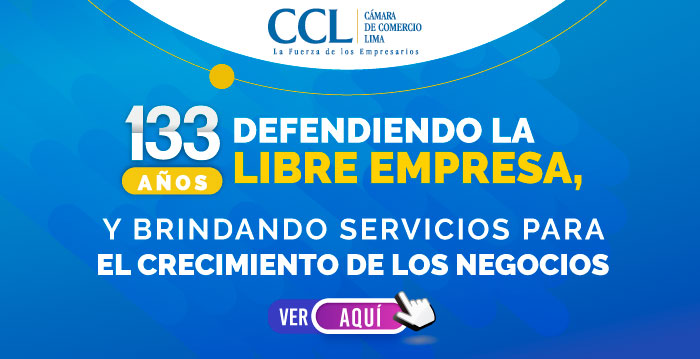 CCL
CÁMARA
DE COMERCIO
LIMA
La Fuerza de los Empresarios
133
AÑOS
DEFENDIENDO LA
LIBRE EMPRESA,
Y BRINDANDO SERVICIOS PARA
EL CRECIMIENTO DE LOS NEGOCIOS
VER AQUÍ